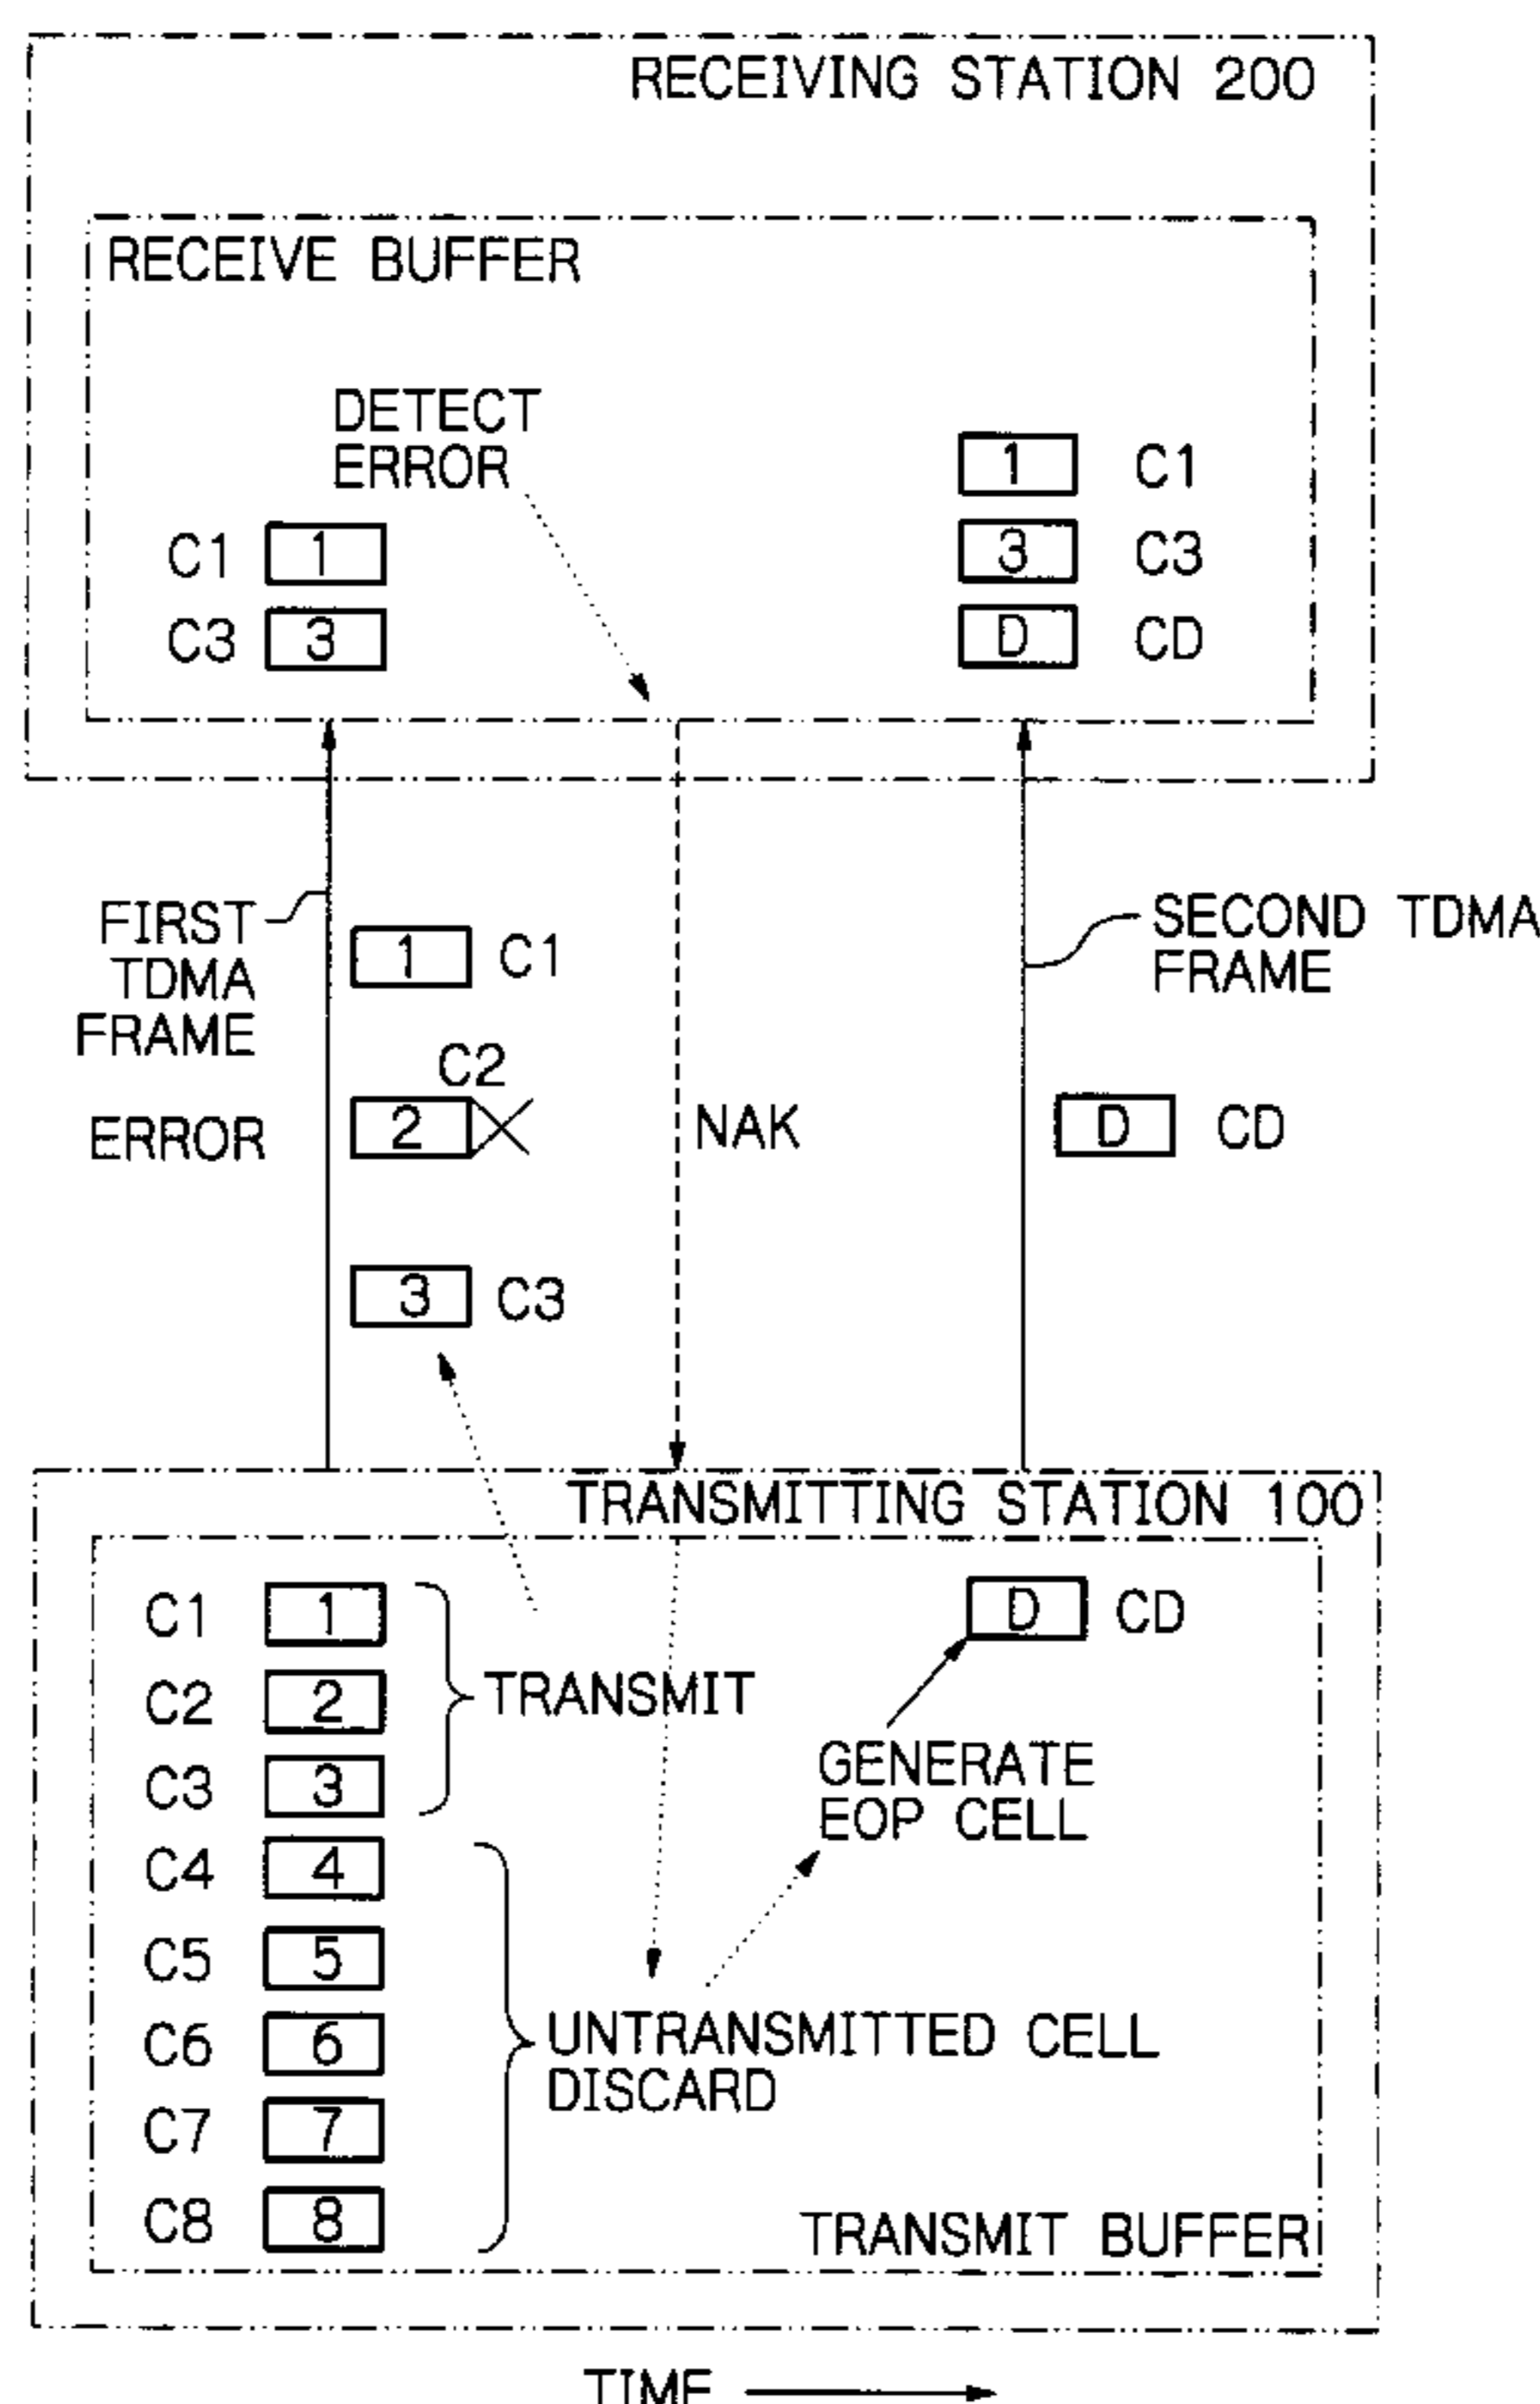 RECEIVING STATION 200
RECEIVE BUFFER
DETECT
ERROR
C1 1
C3 3
1 C1
3 C3
D CD
FIRST
TDMA
FRAME
1 C1
C2
ERROR 2
3 C3
NAK
SECOND TDMA
FRAME
D CD
TRANSMITTING STATION 100
C1 1
C2 2
C3 3
C4 4
C5 5
C6 6
C7 7
C8 8
TRANSMIT
D CD
GENERATE
EOP CELL
UNTRANSMITTED CELL
DISCARD
TRANSMIT BUFFER
TIME